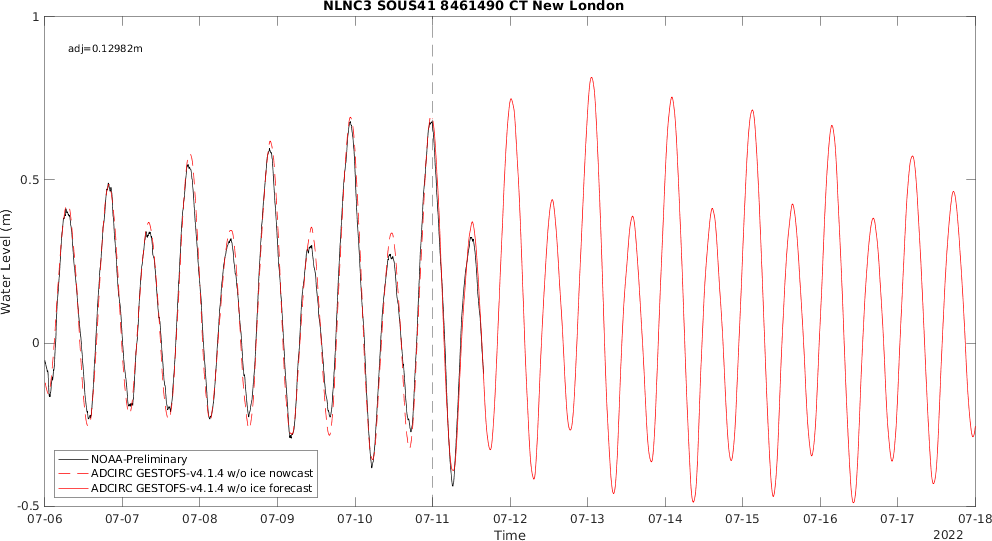 NLNC3 SOUS41 8461490 CT New London
adj=0.12982m
1
0.5
0
-0.5
Water Level (m)
NOAA-Preliminary
ADCIRC GESTOFS-v4.1.4 w/o ice nowcast
ADCIRC GESTOFS-v4.1.4 w/o ice forecast
07-06 07-07 07-08 07-09 07-10 07-11 07-12 07-13 07-14 07-15 07-16 07-17 07-18
Time
2022